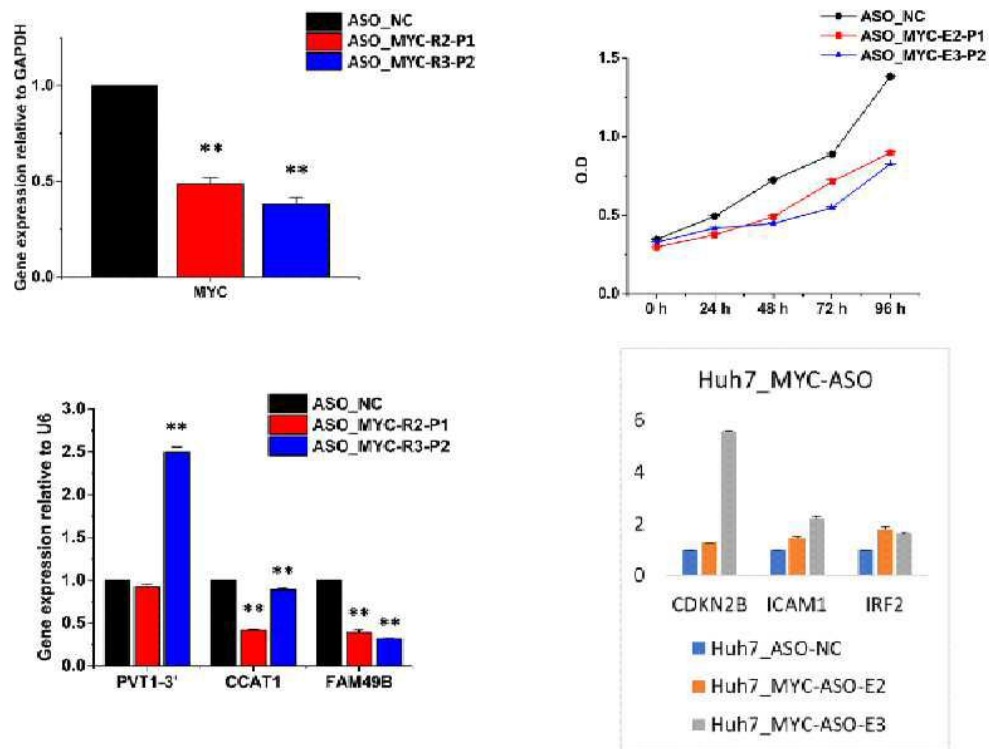 Gene expression relative to GAPDH
1.0
0.5
0.0
ASO_NC
ASO_MYC-R2-P1
ASO_MYC-R3-P2
**
**
MYC
O.D
1.5
1.0
0.5
0.0
ASO_NC
ASO_MYC-E2-P1
ASO_MYC-E3-P2
0 h 24 h 48 h 72 h 96 h
Gene expression relative to U6
3.0
2.5
2.0
1.5
1.0
0.5
0.0
ASO_NC
ASO_MYC-R2-P1
ASO_MYC-R3-P2
**
** **
** **
PVT1-3' CCAT1 FAM49B
Huh7_MYC-ASO
6
4
2
0
CDKN2B ICAM1 IRF2
Huh7_ASO-NC
Huh7_MYC-ASO-E2
Huh7_MYC-ASO-E3